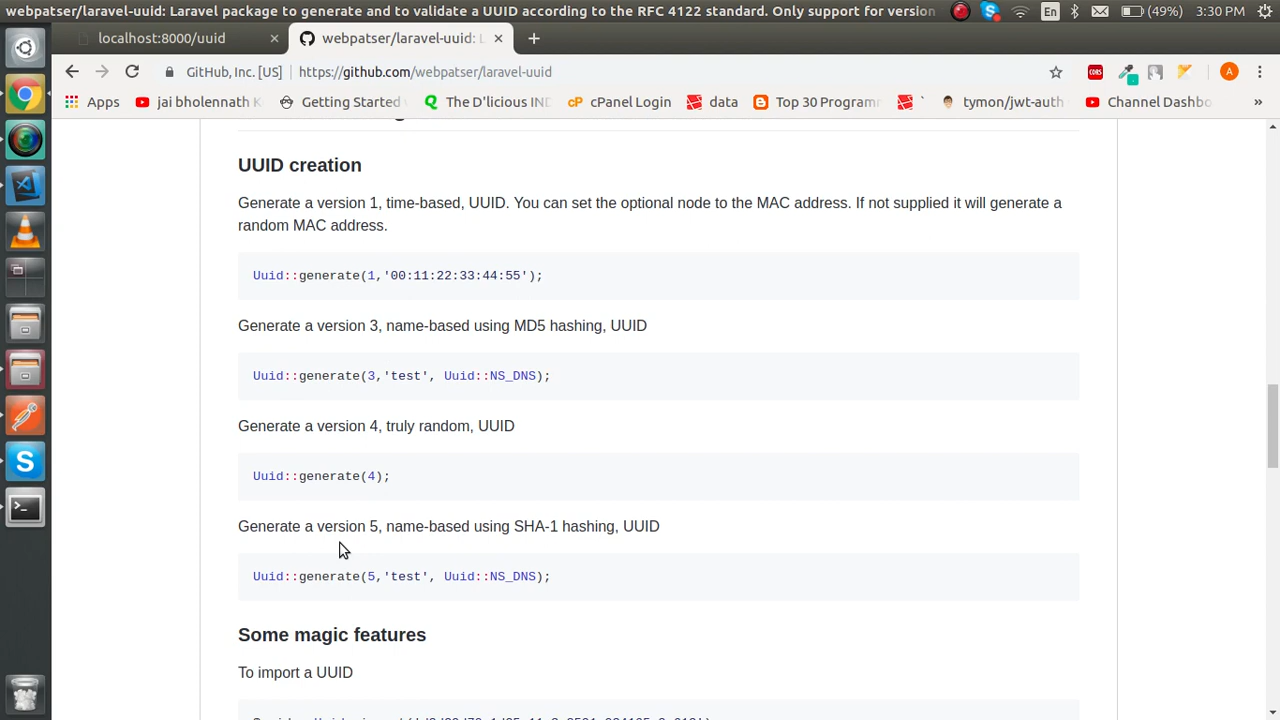 webpatser/laravel-uuid: Laravel package to generate and to validate a UUID according to the RFC 4122 standard. Only support for version
En (49%) 3:30 PM
localhost:8000/uuid webpatser/laravel-uuid: L
GitHub, Inc. [US] https://github.com/webpatser/laravel-uuid A
Apps jai bholennath K Getting Started The D'licious IND cPanel Login data Top 30 Programm tymon/jwt-auth Channel Dashbo »
UUID creation
Generate a version 1, time-based, UUID. You can set the optional node to the MAC address. If not supplied it will generate a
random MAC address.
Uuid::generate(1,'00:11:22:33:44:55');
Generate a version 3, name-based using MD5 hashing, UUID
Uuid::generate(3,'test', Uuid::NS_DNS);
Generate a version 4, truly random, UUID
Uuid::generate(4);
Generate a version 5, name-based using SHA-1 hashing, UUID
Uuid::generate(5,'test', Uuid::NS_DNS);
Some magic features
To import a UUID